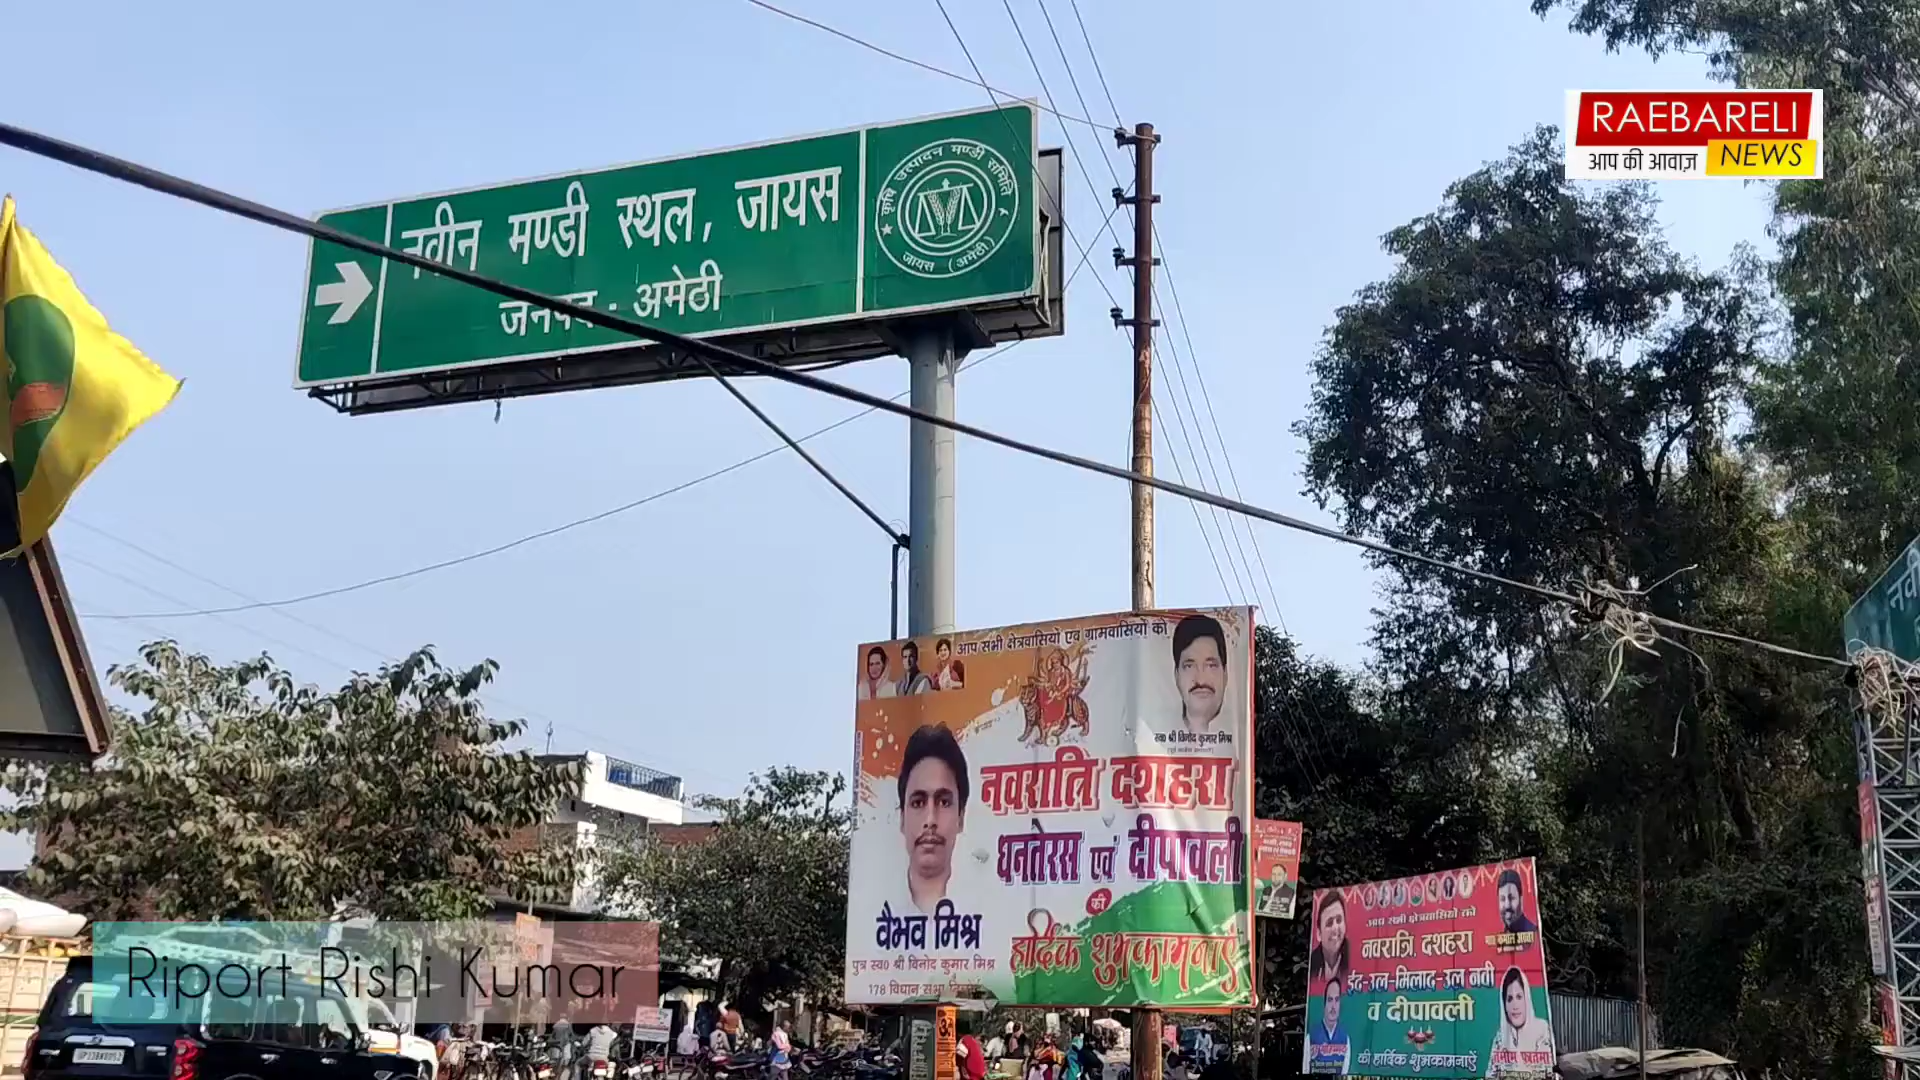 RAEBARELI
आप की आवाज़ NEWS
नवीन मण्डी स्थल, जायस
जनपद - अमेठी
कृषि उत्पादन मण्डी समिति
जायस (अमेठी)
आप सभी क्षेत्रवासियों एवं ग्रामवासियों को
स्व० श्री विनोद कुमार मिश्र
नवरात्रि दशहरा
धनतेरस एवं दीपावली
की
हार्दिक शुभकामनाएं
वैभव मिश्र
पुत्र स्व० श्री विनोद कुमार मिश्र
178 विधान सभा
आप सभी क्षेत्रवासियों को
नवरात्रि, दशहरा
ईद-उल-मिलाद-उल नवी
व दीपावली
की हार्दिक शुभकामनाएँ
Riport Rishi Kumar